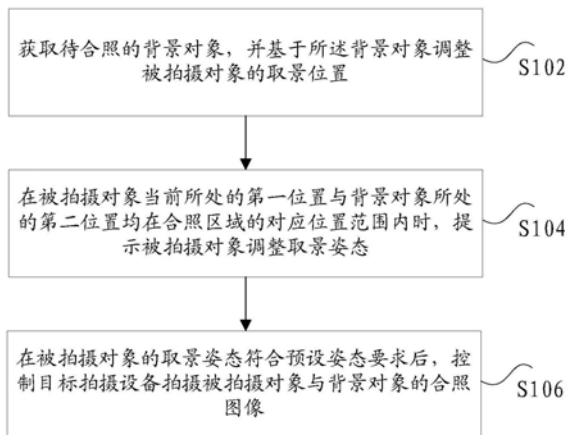 获取待合照的背景对象，并基于所述背景对象调整
被拍摄对象的取景位置
S102
在被拍摄对象当前所处的第一位置与背景对象所处
的第二位置均在合照区域的对应位置范围内时，提
示被拍摄对象调整取景姿态
S104
在被拍摄对象的取景姿态符合预设姿态要求后，控
制目标拍摄设备拍摄被拍摄对象与背景对象的合照
图像
S106